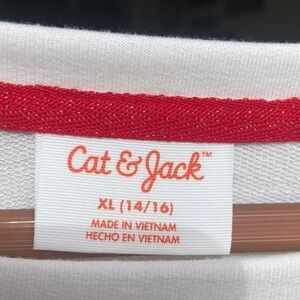 Cat & Jack™
XL (14/16)
MADE IN VIETNAM
HECHO EN VIETNAM